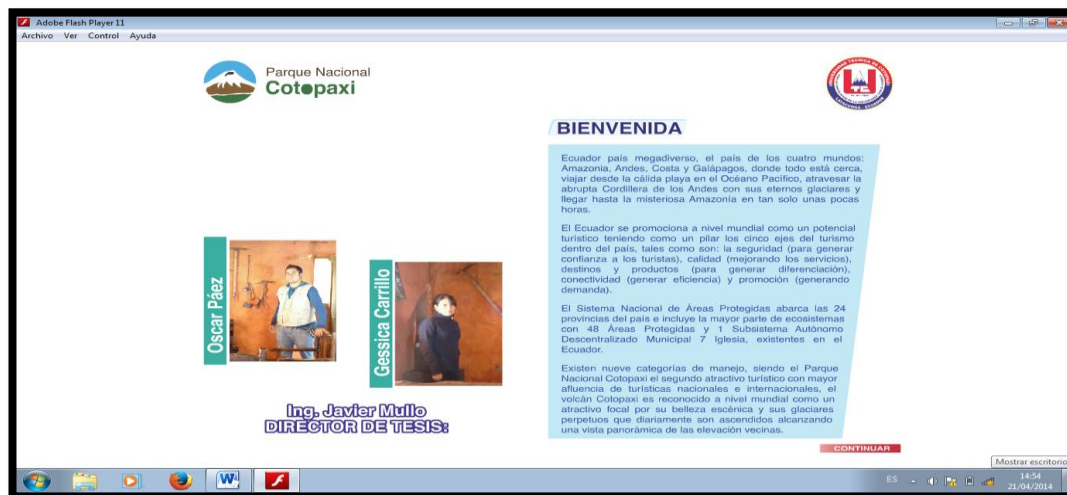 Adobe Flash Player 11
Archivo Ver Control Ayuda
Parque Nacional
Cotopaxi
BIENVENIDA
Ecuador país megadiverso, el país de los cuatro mundos:
Amazonia, Andes, Costa y Galápagos, donde todo está cerca,
viajar desde la cálida playa en el Océano Pacífico, atravesar la
abrupta Cordillera de los Andes con sus eternos glaciares y
llegar hasta la misteriosa Amazonía en tan solo unas pocas
horas.
El Ecuador se promociona a nivel mundial como un potencial
turístico teniendo como un pilar los cinco ejes del turismo
dentro del país, tales como son: la seguridad (para generar
confianza a los turistas), calidad (mejorando los servicios),
destinos y productos (para generar diferenciación),
conectividad (generar eficiencia) y promoción (generando
demanda).
El Sistema Nacional de Áreas Protegidas abarca las 24
provincias del país e incluye la mayor parte de ecosistemas
con 48 Áreas Protegidas y 1 Subsistema Autónomo
Descentralizado Municipal 7 Iglesia, existentes en el
Ecuador.
Existen nueve categorías de manejo, siendo el Parque
Nacional Cotopaxi el segundo atractivo turístico con mayor
afluencia de turísticas nacionales e internacionales, el
volcán Cotopaxi es reconocido a nivel mundial como un
atractivo focal por su belleza escénica y sus glaciares
perpetuos que diariamente son ascendidos alcanzando
una vista panorámica de las elevación vecinas.
CONTINUAR
Oscar Páez
Gessica Carrillo
Ing. Javier Mullo
DIRECTOR DE TESIS:
Mostrar escritorio
ES
14:54
21/04/2014